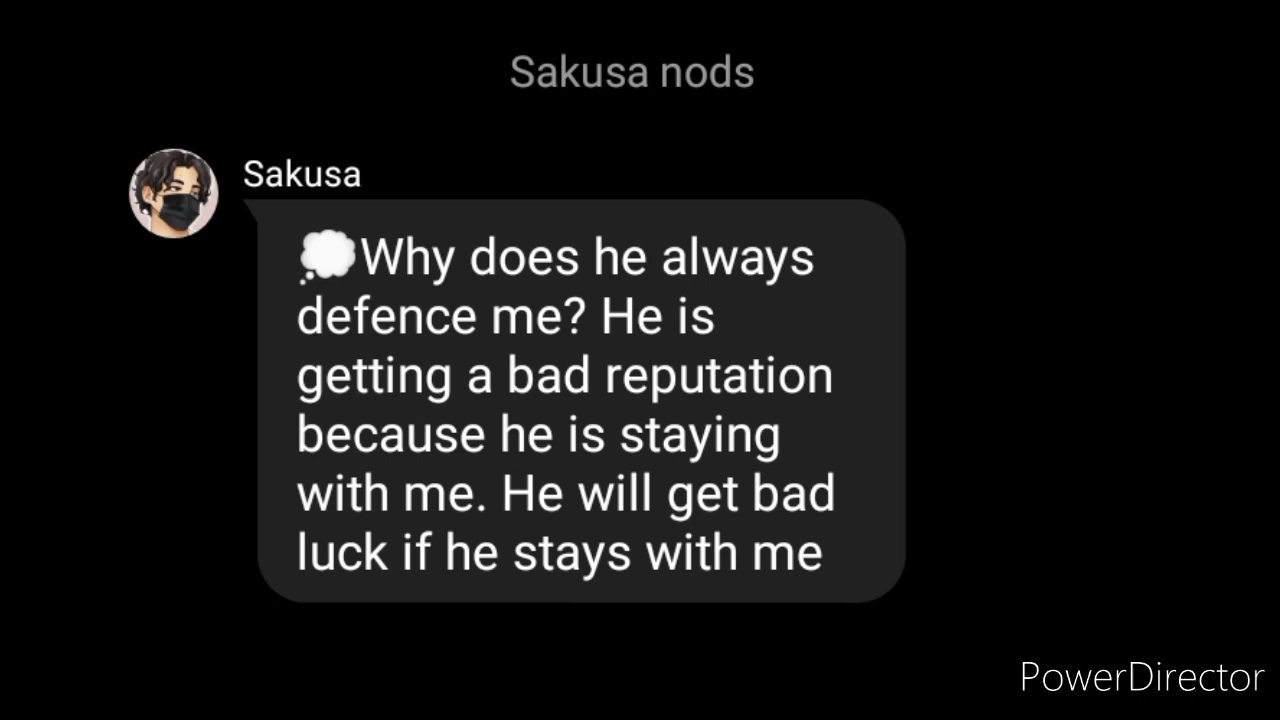 Sakusa nods
Sakusa
💭Why does he always
defence me? He is
getting a bad reputation
because he is staying
with me. He will get bad
luck if he stays with me
PowerDirector